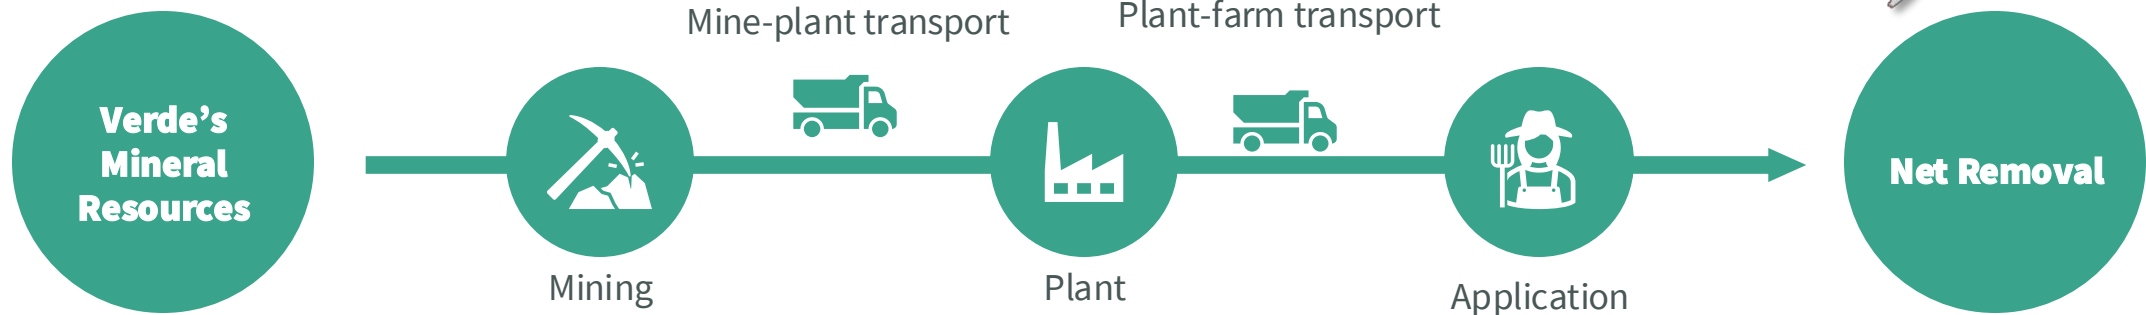 Verde’s
Mineral
Resources
Mining
Mine-plant transport
Plant
Plant-farm transport
Application
Net Removal